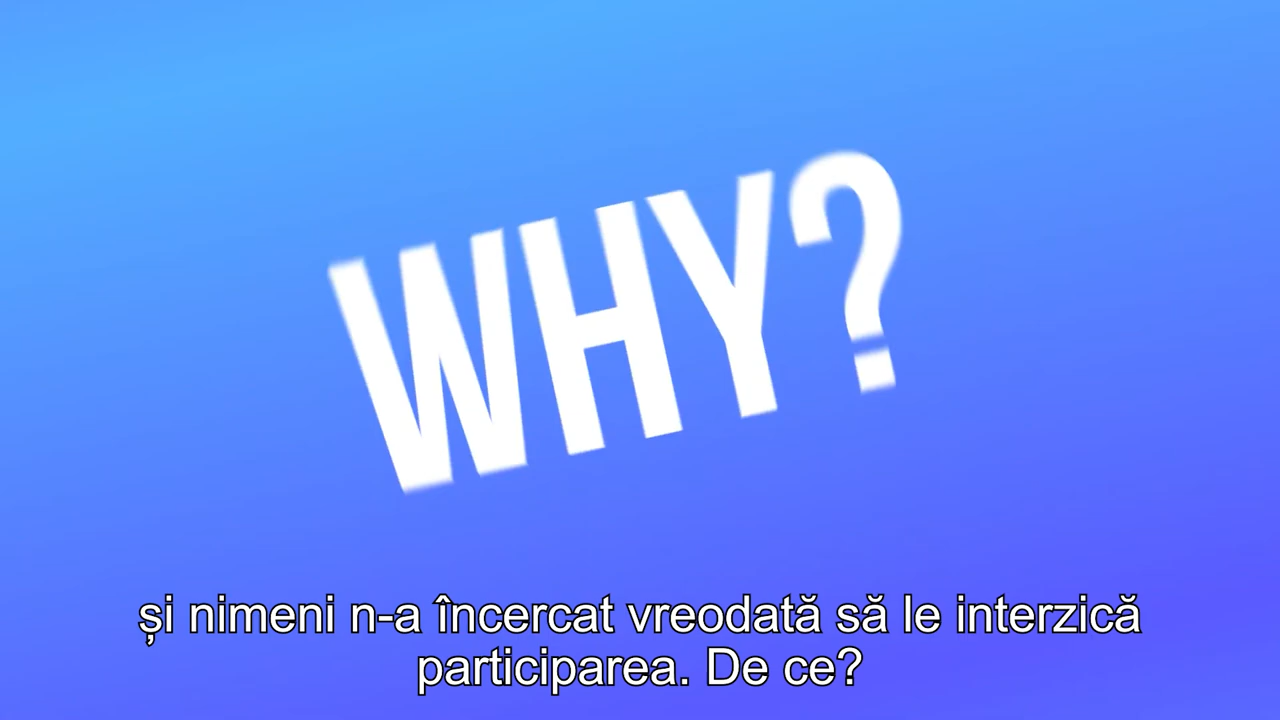 WHY?
și nimeni n-a încercat vreodată să le interzică
participarea. De ce?